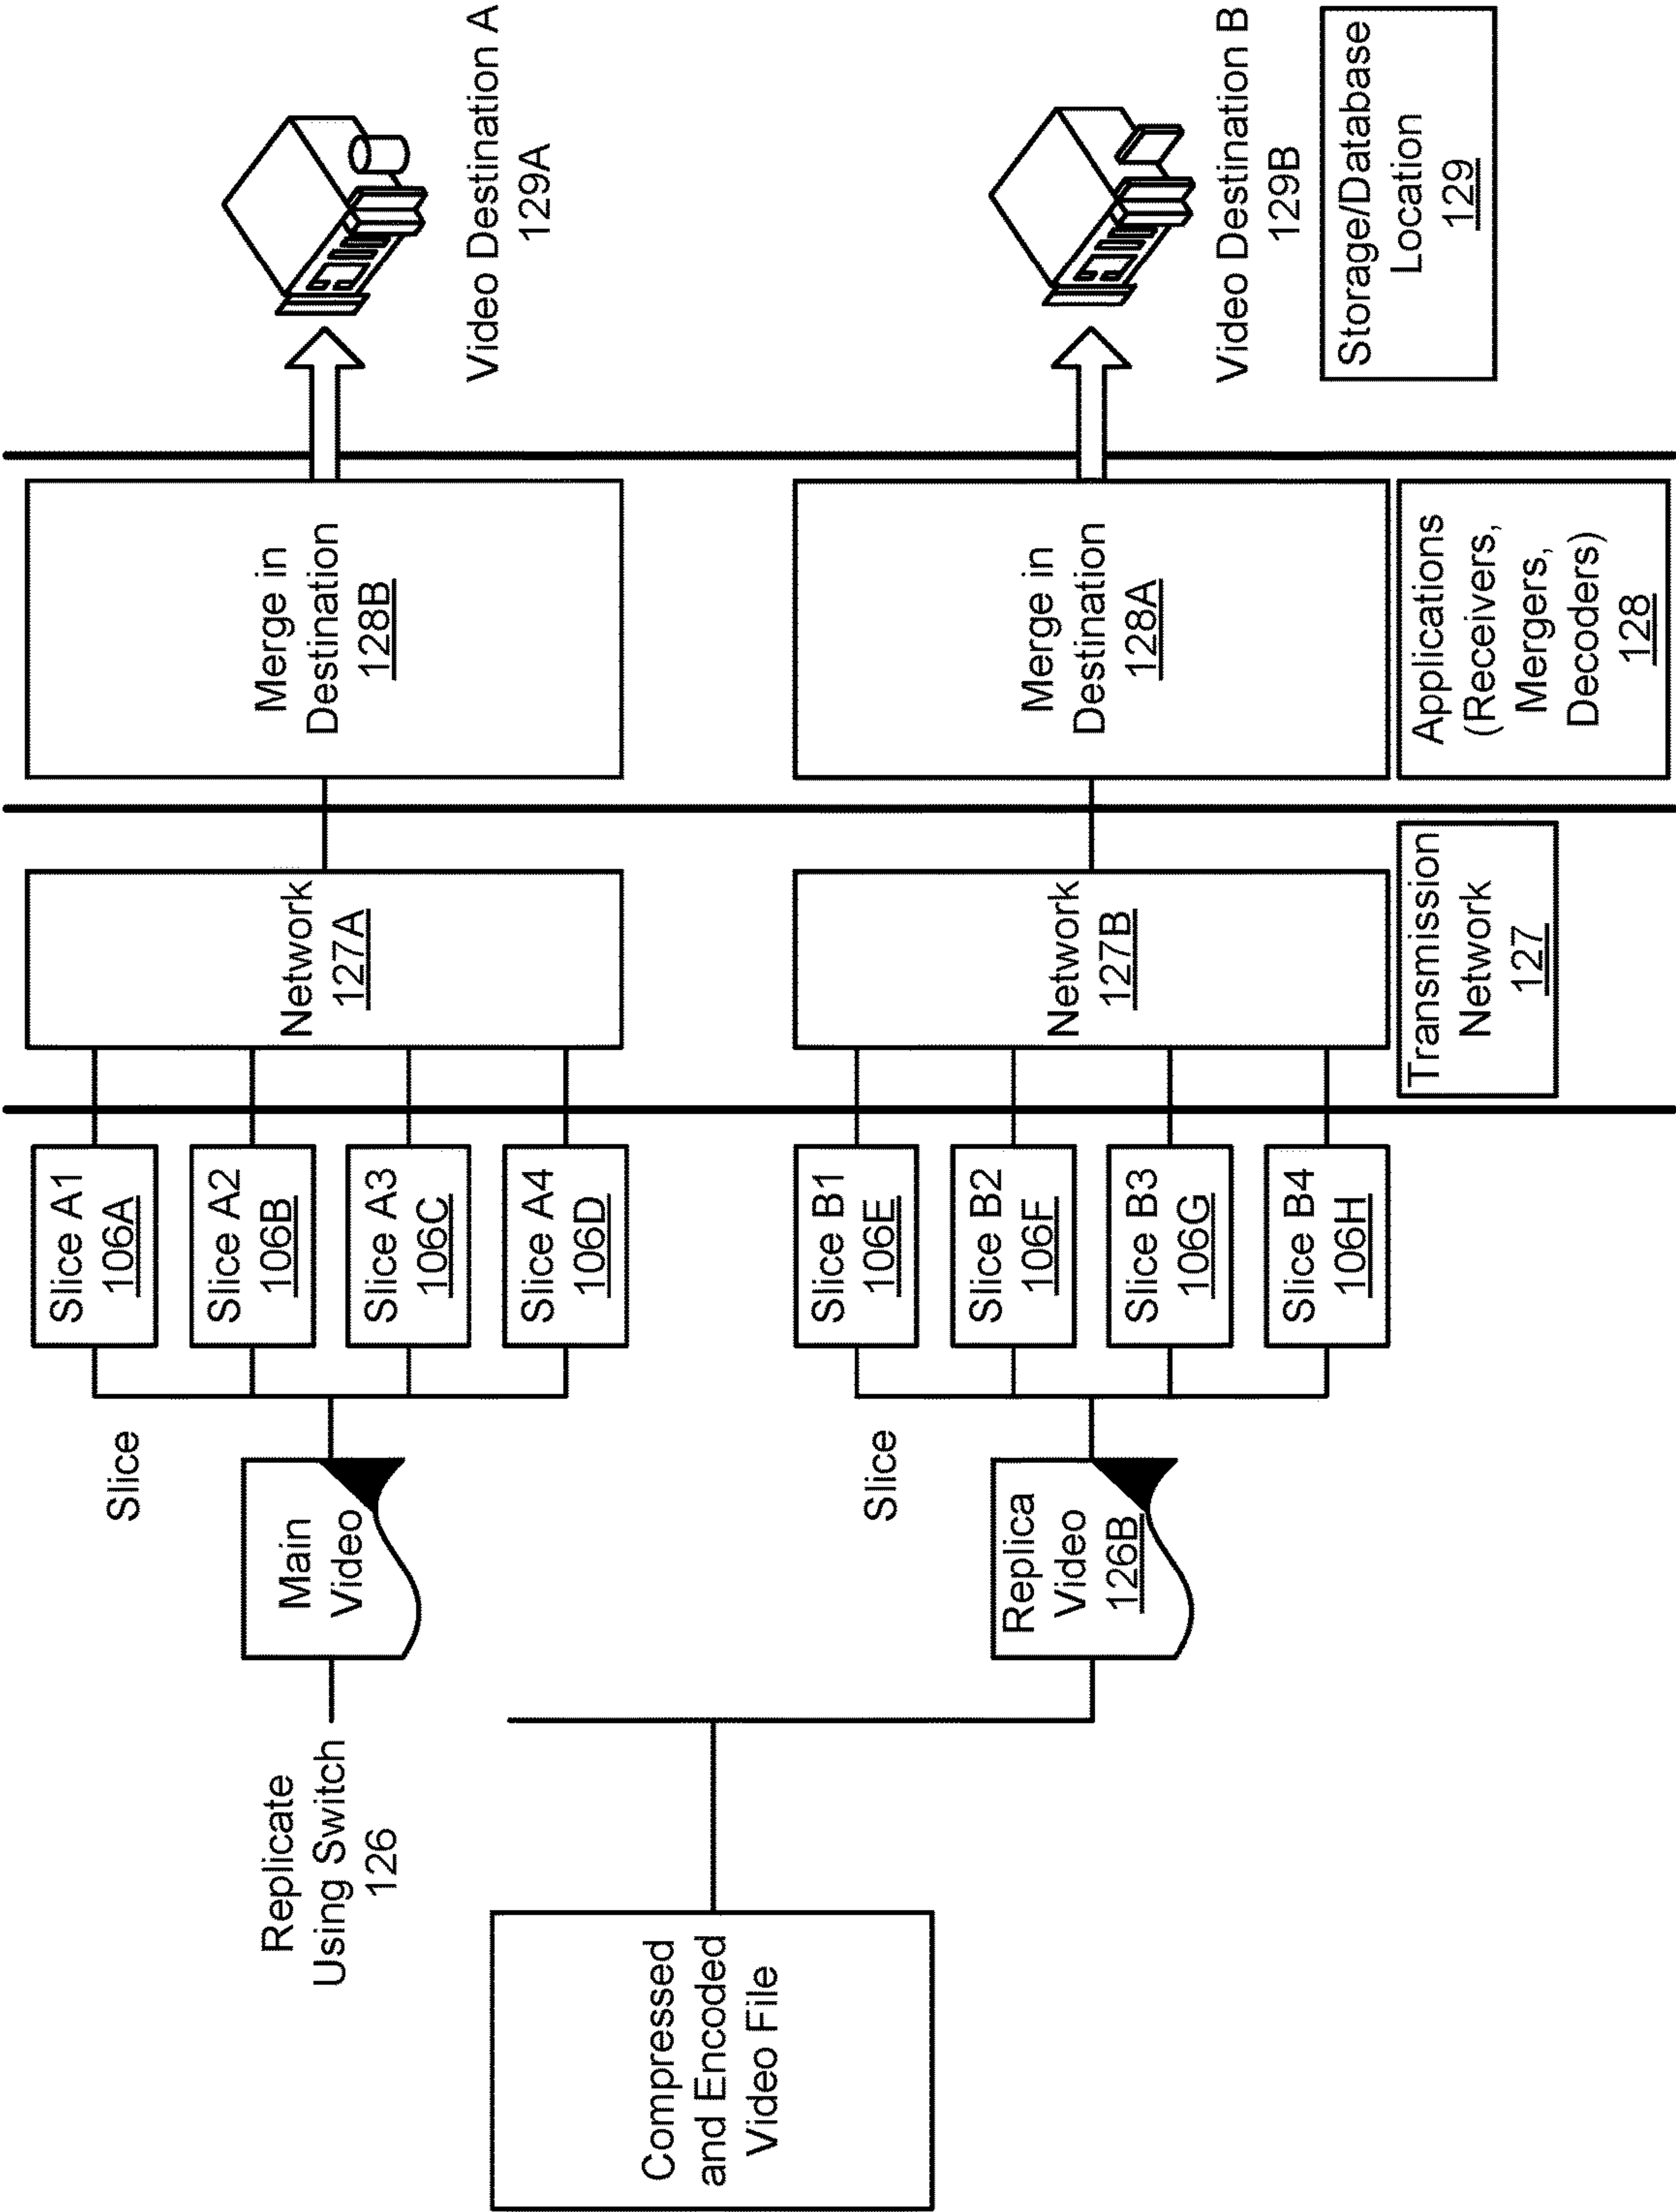 Compressed
and Encoded
Video File
Replicate
Using Switch
126
Main
Video
Slice
Slice A1
106A
Slice A2
106B
Slice A3
106C
Slice A4
106D
Network
127A
Merge in
Destination
128B
Video Destination A
129A
Replica
Video
126B
Slice
Slice B1
106E
Slice B2
106F
Slice B3
106G
Slice B4
106H
Network
127B
Merge in
Destination
128A
Video Destination B
129B
Transmission
Network
127
Applications
(Receivers,
Mergers,
Decoders)
128
Storage/Database
Location
129